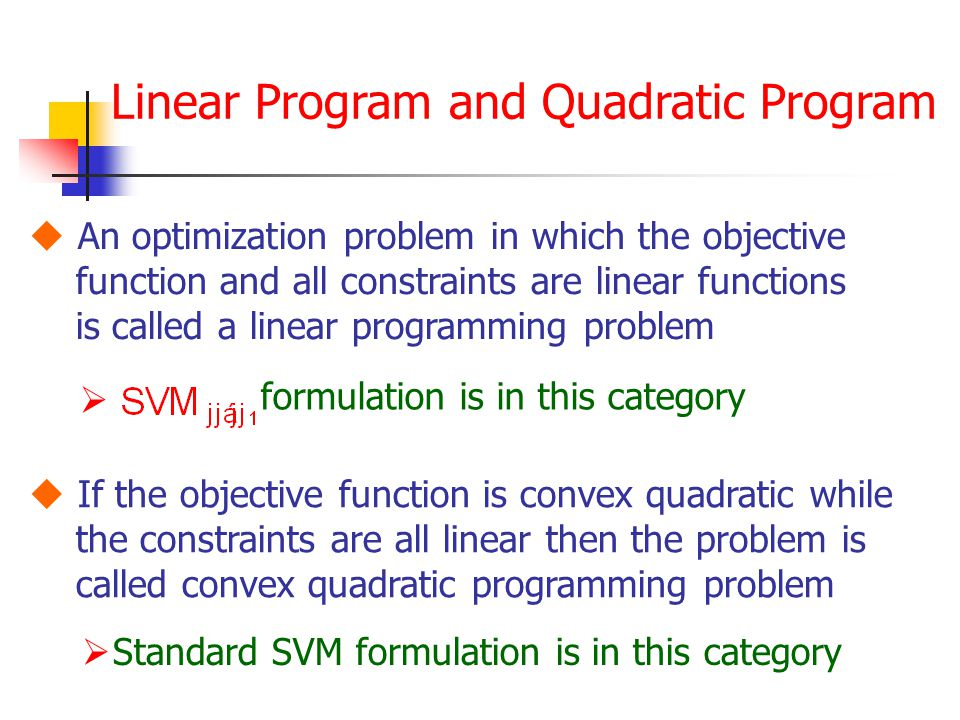 Linear Program and Quadratic Program
◆ An optimization problem in which the objective
function and all constraints are linear functions
is called a linear programming problem
➢ SVM jjajj1 formulation is in this category
◆ If the objective function is convex quadratic while
the constraints are all linear then the problem is
called convex quadratic programming problem
➢ Standard SVM formulation is in this category